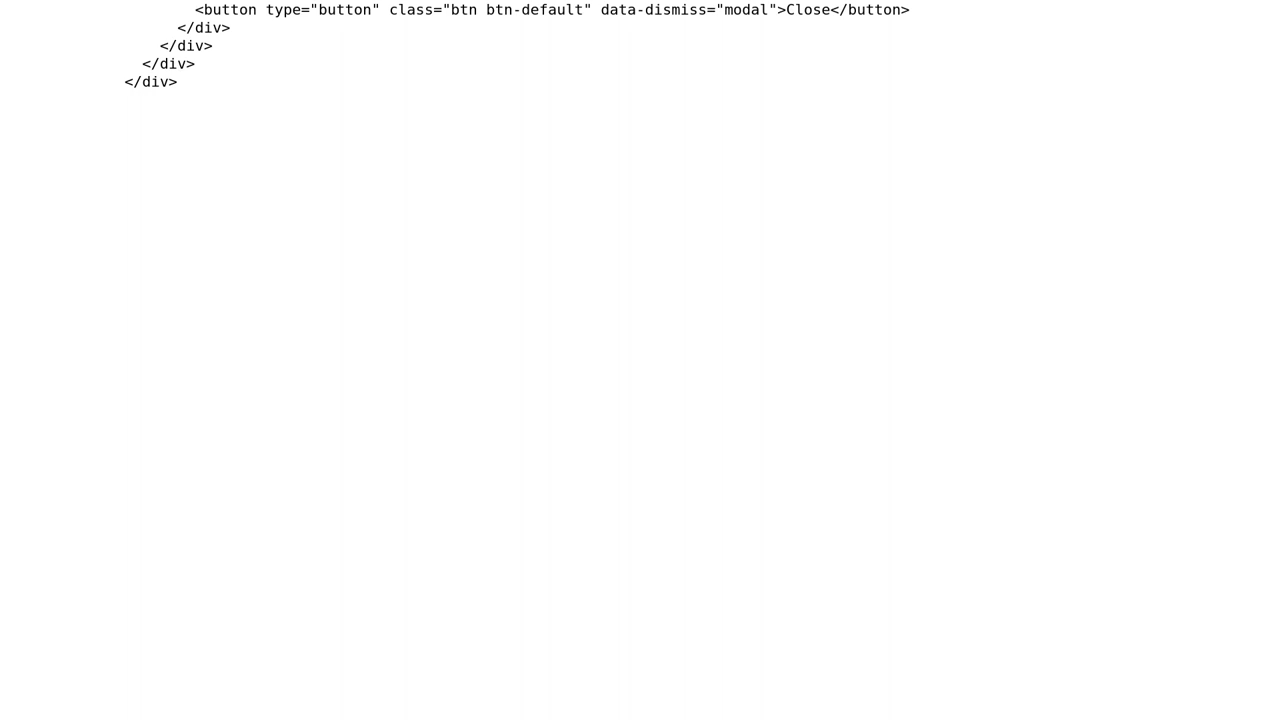 <button type="button" class="btn btn-default" data-dismiss="modal">Close</button>
</div>
</div>
</div>
</div>